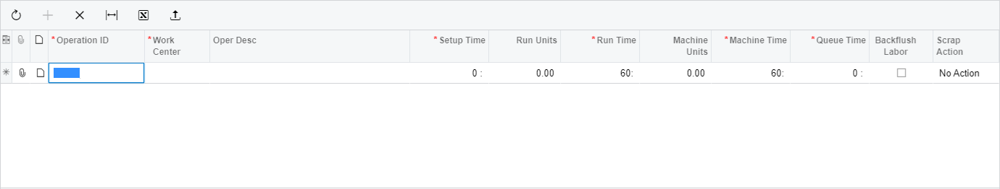 * Operation ID * Work Center Oper Desc * Setup Time Run Units * Run Time Machine Units * Machine Time * Queue Time Backflush Labor Scrap Action
0 : 0.00 60: 0.00 60: 0 : No Action